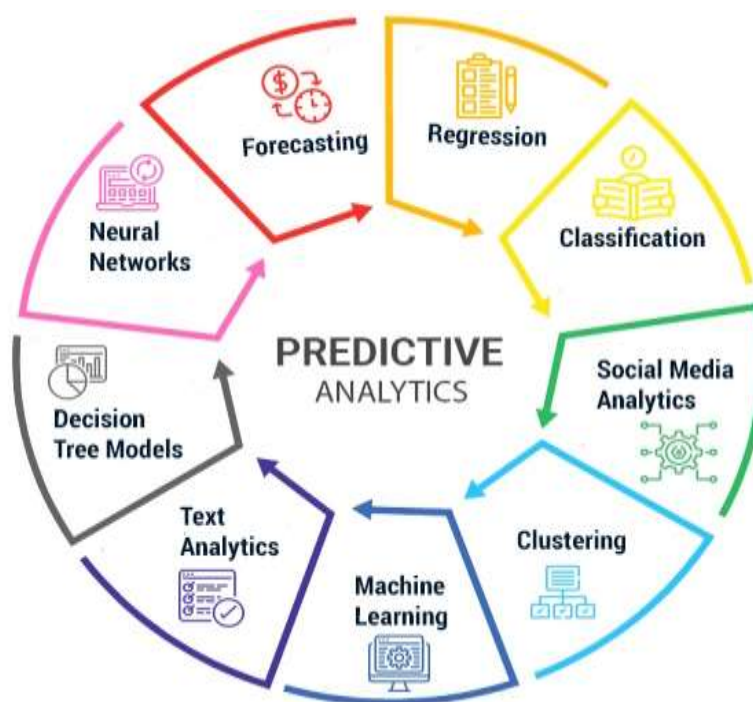 PREDICTIVE
ANALYTICS
Forecasting
Regression
Classification
Social Media
Analytics
Clustering
Machine
Learning
Text
Analytics
Decision
Tree Models
Neural
Networks